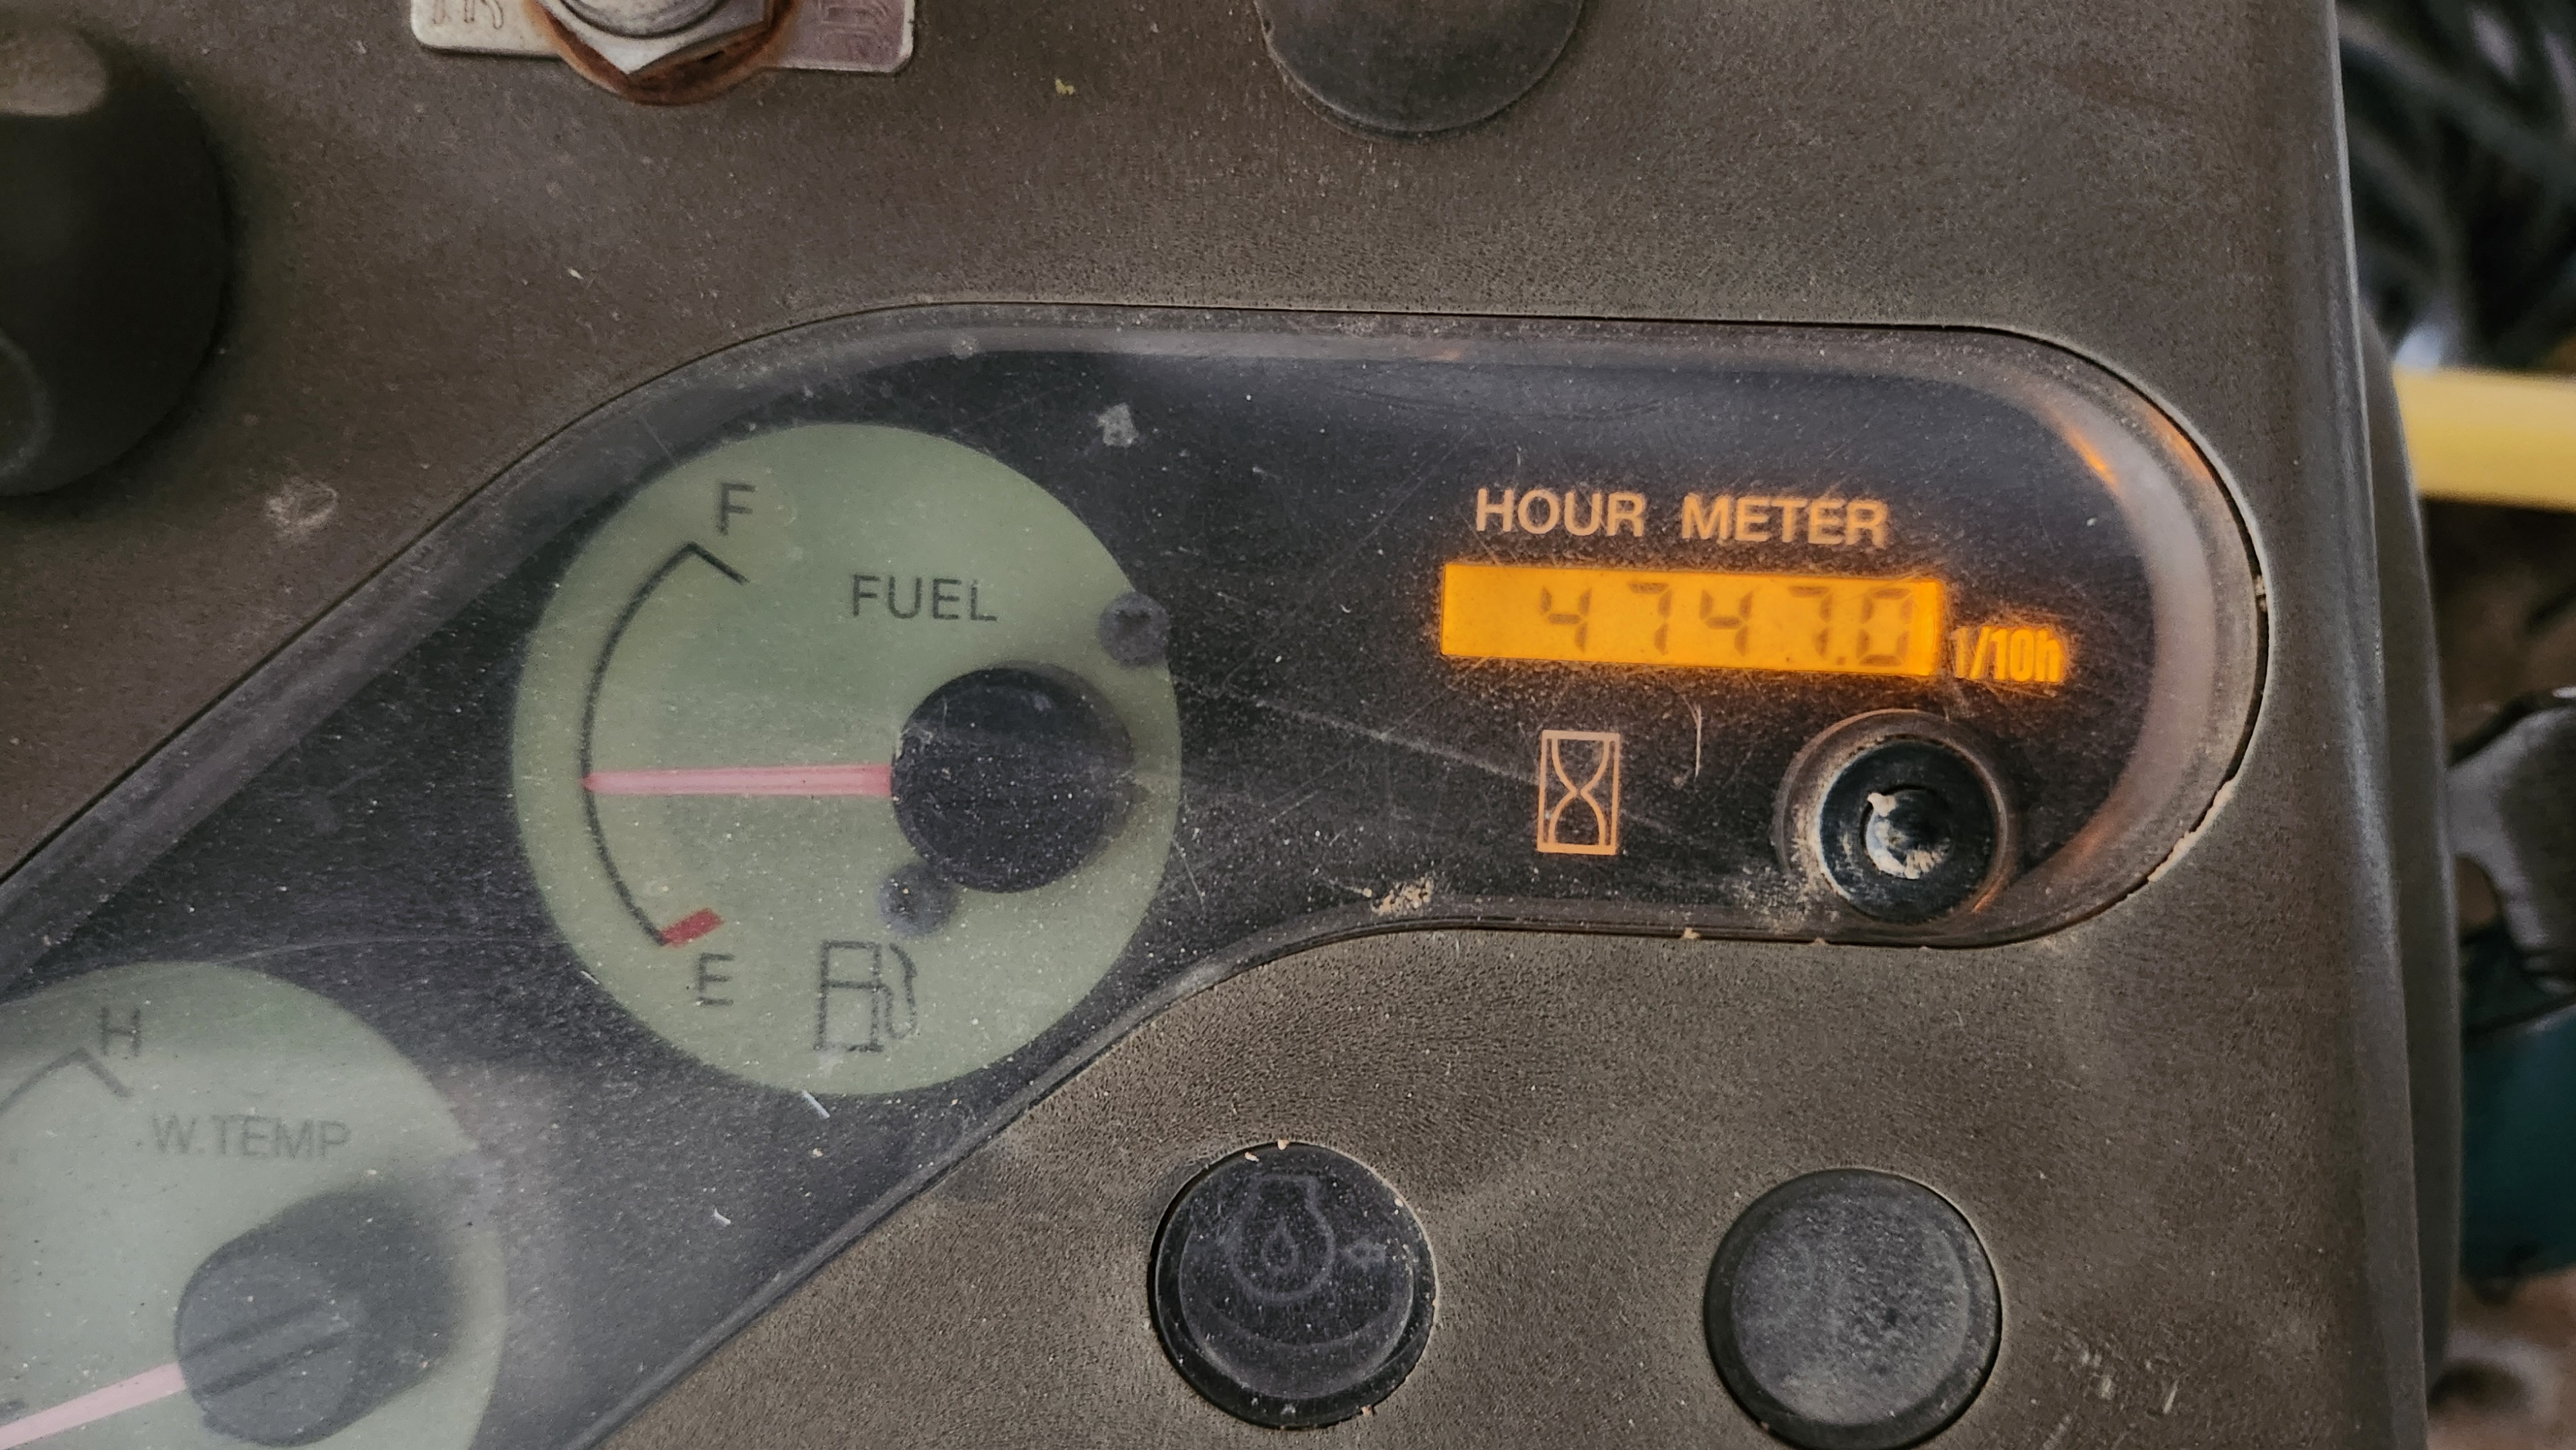 F
FUEL
HOUR METER
4747.0
1/10h
E
H
W.TEMP